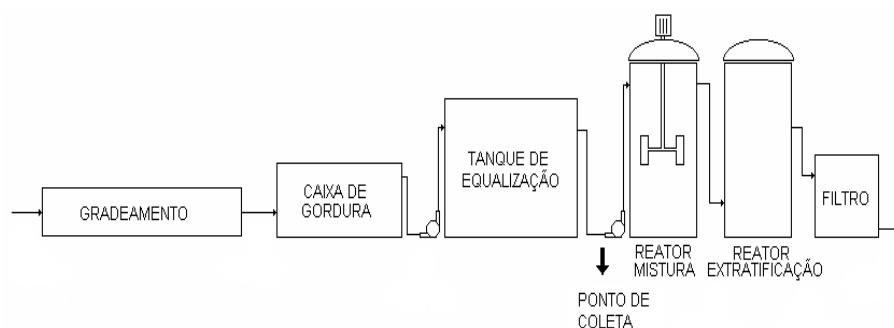 GRADEAMENTO
CAIXA DE
GORDURA
TANQUE DE
EQUALIZAÇÃO
PONTO DE
COLETA
REATOR
MISTURA
REATOR
EXTRATIFICAÇÃO
FILTRO